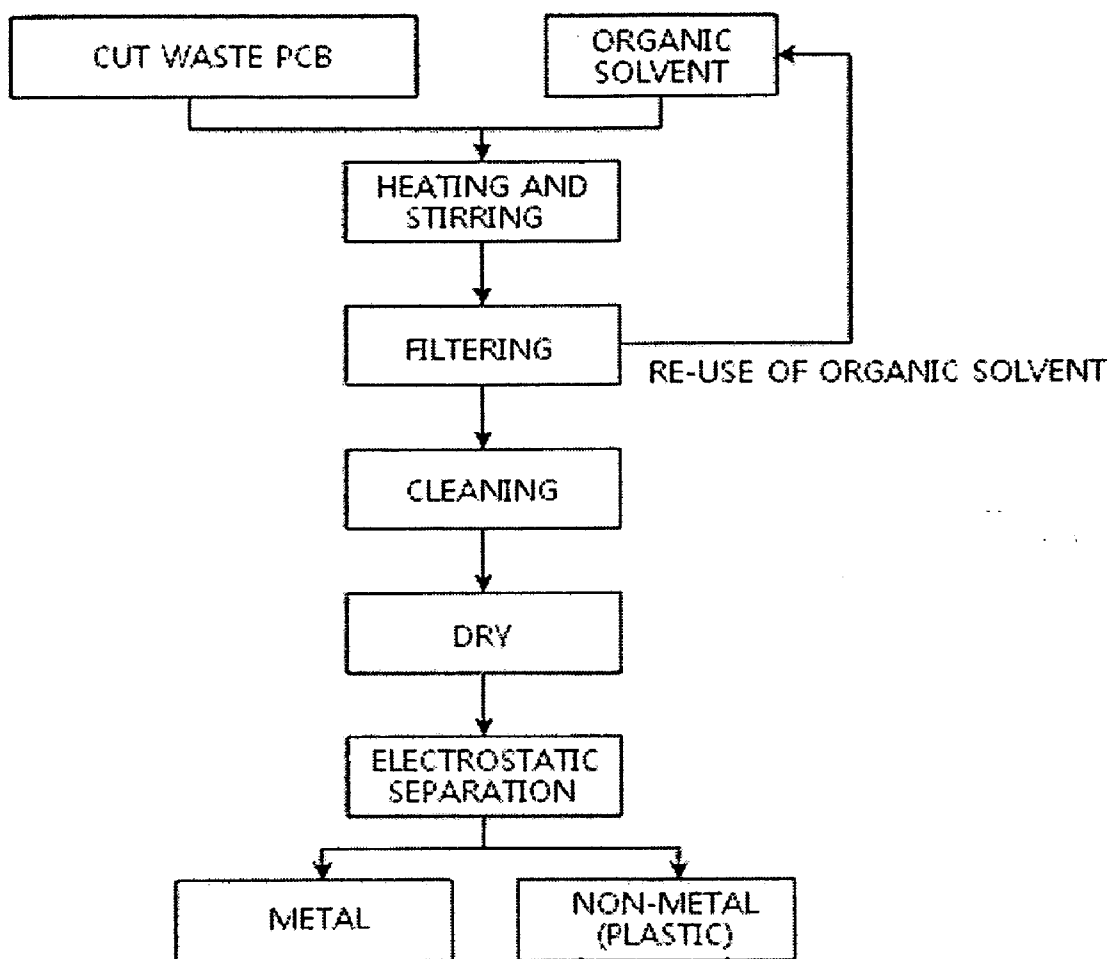 CUT WASTE PCB
ORGANIC
SOLVENT
HEATING AND
STIRRING
FILTERING
RE-USE OF ORGANIC SOLVENT
CLEANING
DRY
ELECTROSTATIC
SEPARATION
METAL
NON-METAL
(PLASTIC)